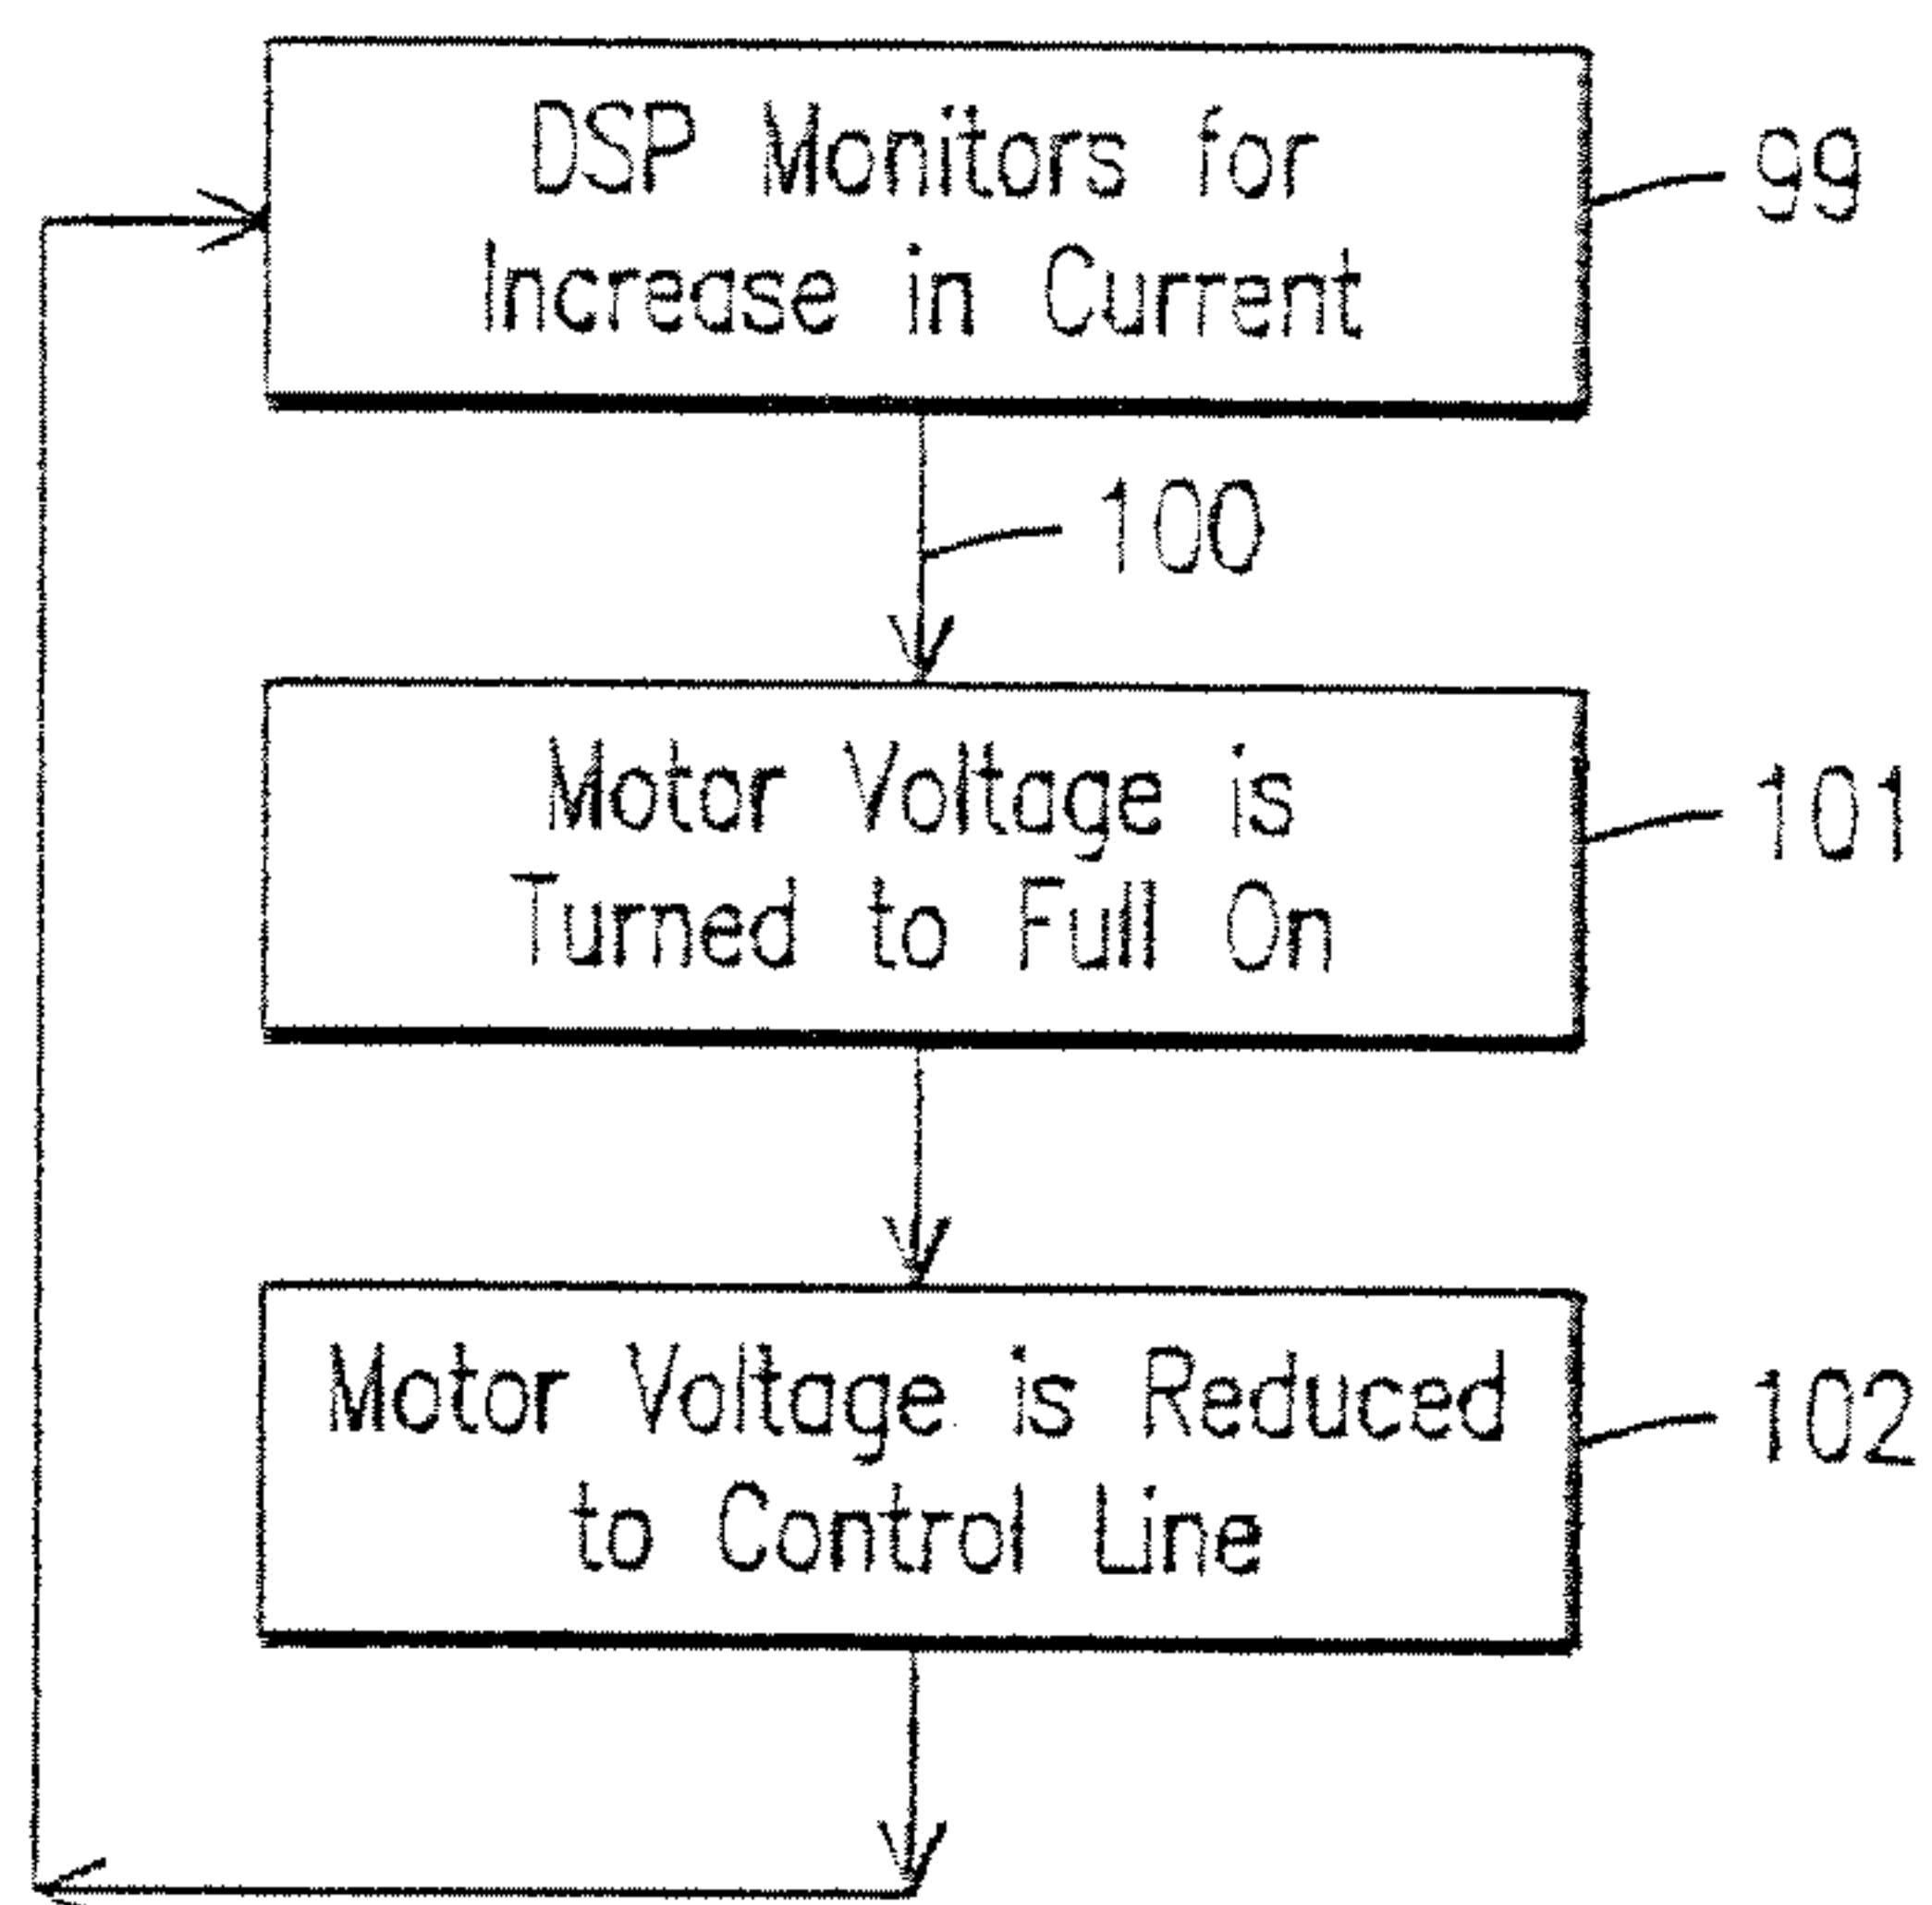 DSP Monitors for
Increase in Current
99
100
Motor Voltage is
Turned to Full On
101
Motor Voltage is Reduced
to Control Line
102